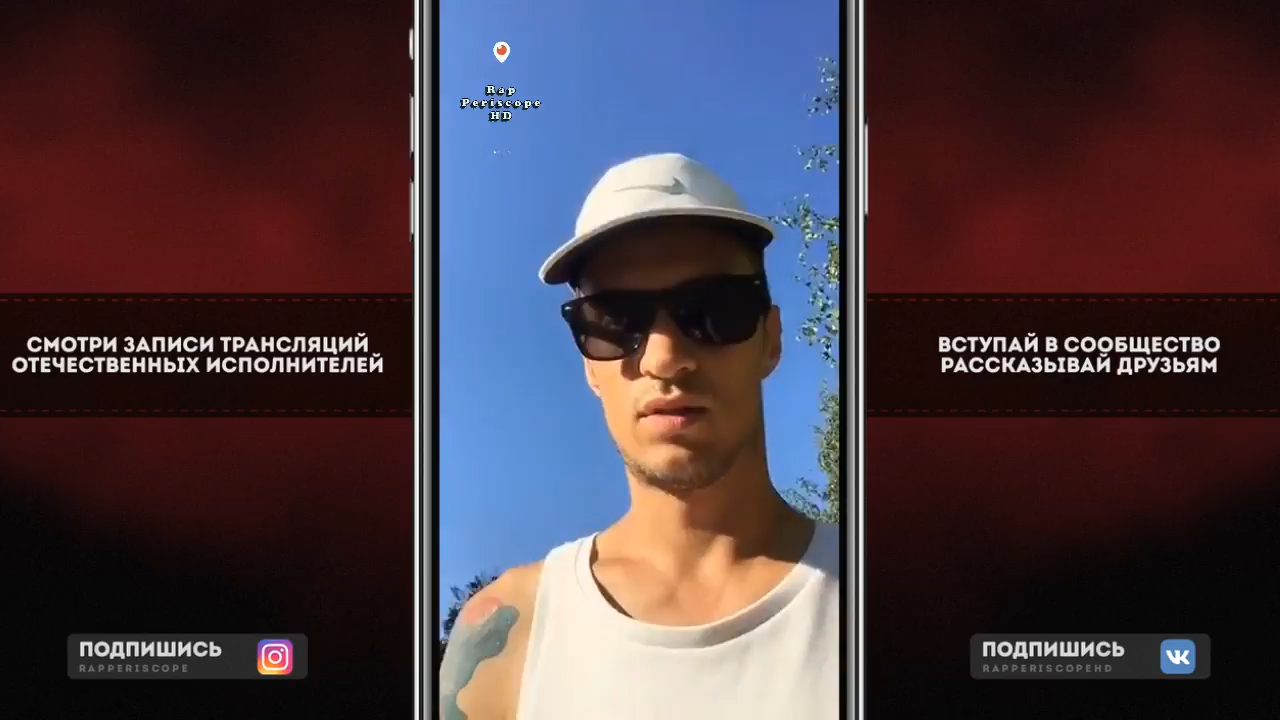 Rap
Periscope
HD
СМОТРИ ЗАПИСИ ТРАНСЛЯЦИЙ
ОТЕЧЕСТВЕННЫХ ИСПОЛНИТЕЛЕЙ
ВСТУПАЙ В СООБЩЕСТВО
РАССКАЗЫВАЙ ДРУЗЬЯМ
ПОДПИШИСЬ
RAPPERISCOPE
ПОДПИШИСЬ
RAPPERISCOPEHD